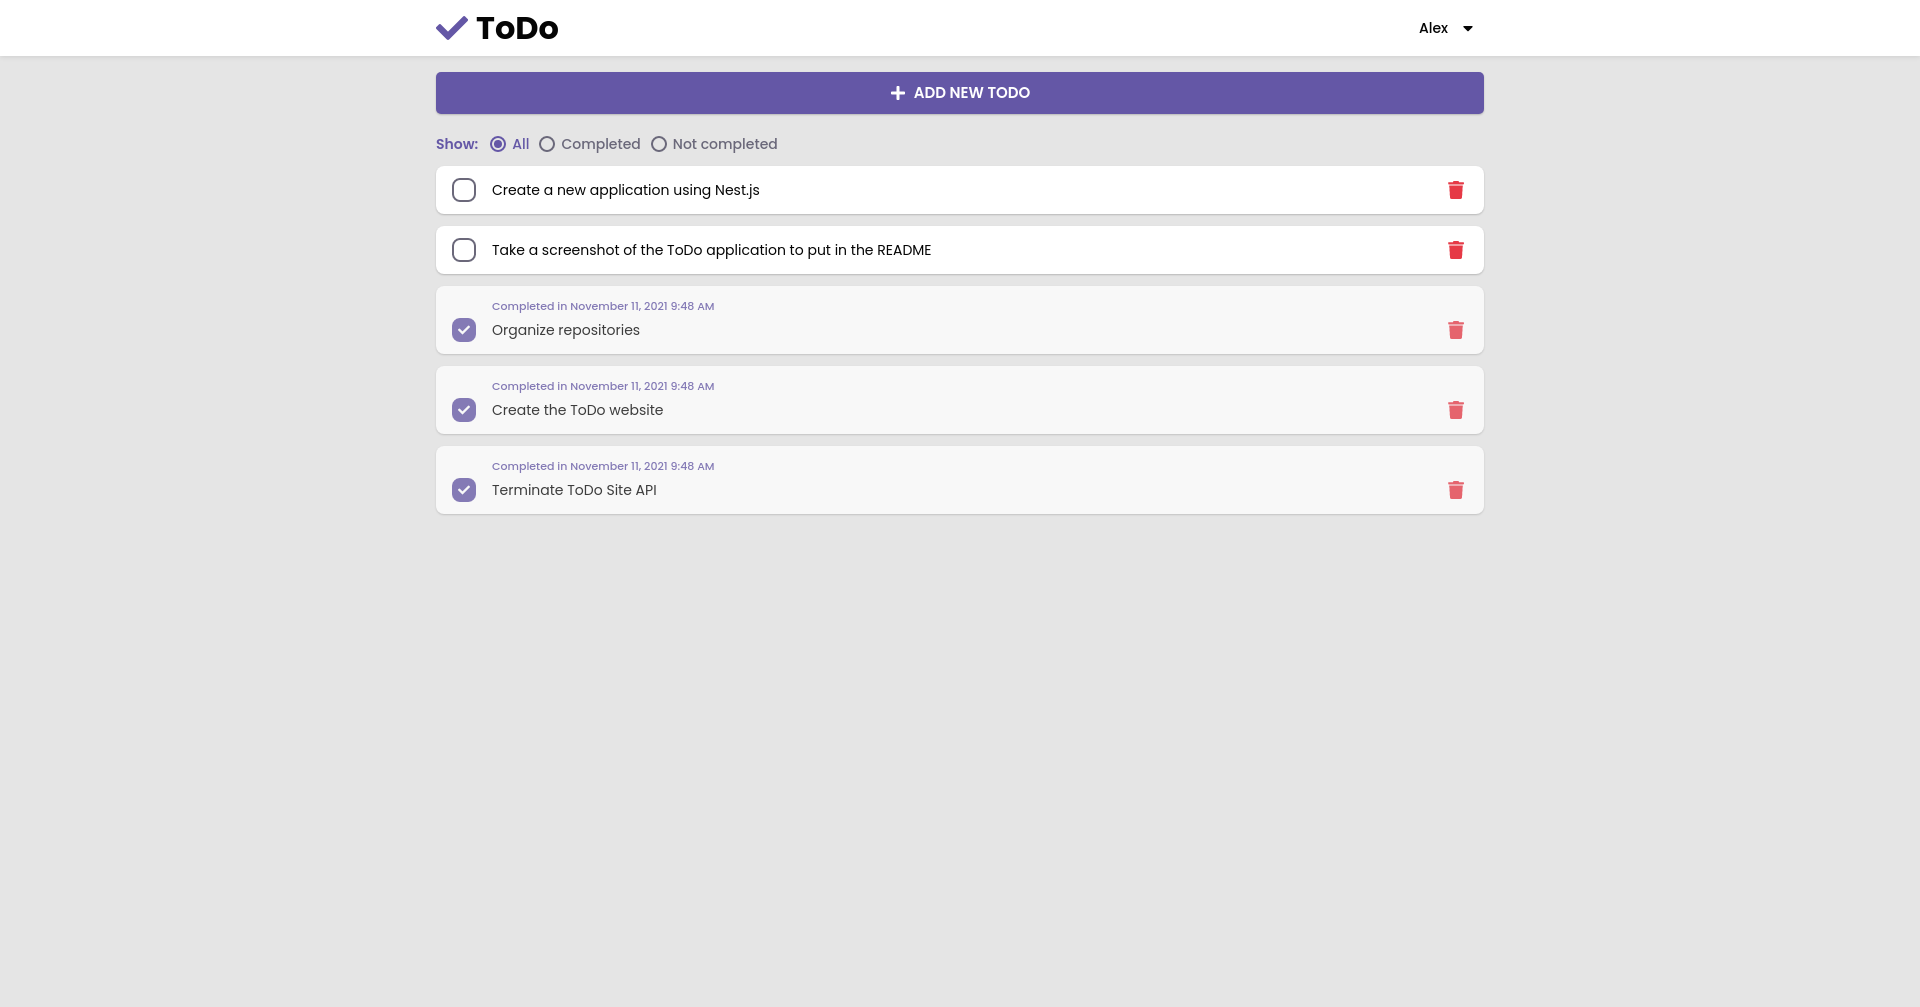 ToDo
Alex
ADD NEW TODO
Show: All Completed Not completed
Create a new application using Nest.js
Take a screenshot of the ToDo application to put in the README
Completed in November 11, 2021 9:48 AM
Organize repositories
Completed in November 11, 2021 9:48 AM
Create the ToDo website
Completed in November 11, 2021 9:48 AM
Terminate ToDo Site API